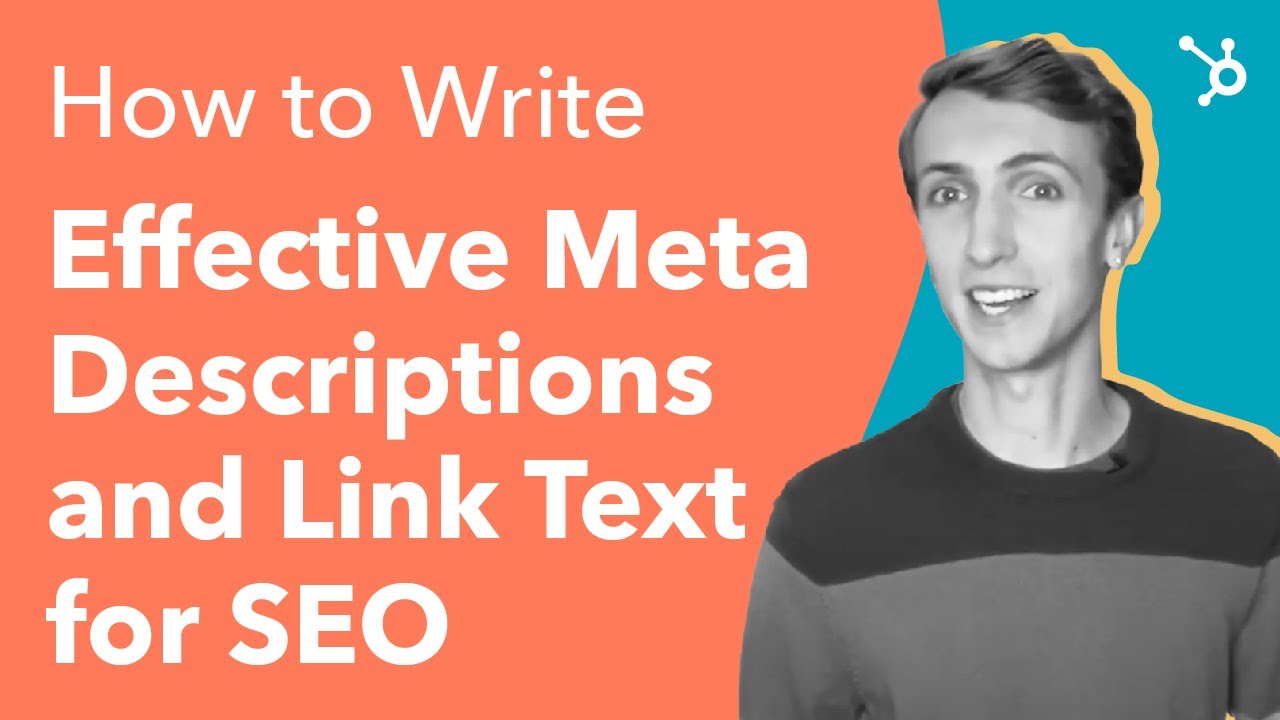 How to Write
Effective Meta
Descriptions
and Link Text
for SEO